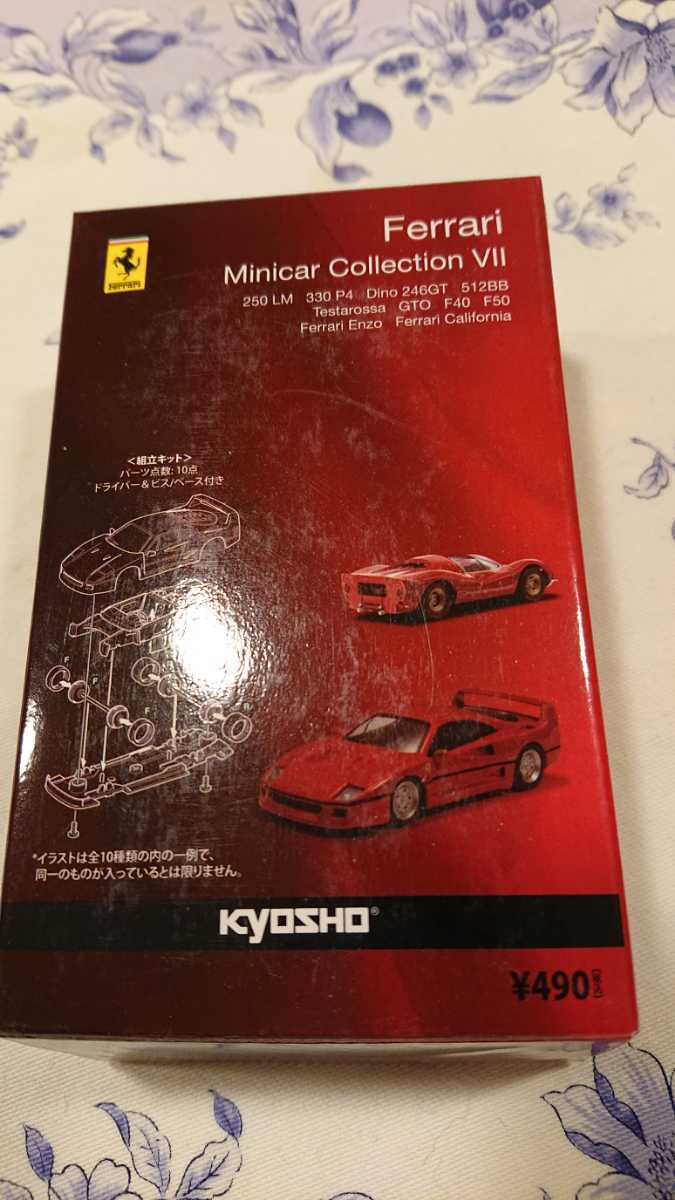 Ferrari
Ferrari
Minicar Collection VII
250 LM 330 P4 Dino 246GT 512BB
Testarossa GTO F40 F50
Ferrari Enzo Ferrari California
<組立キット>
パーツ点数: 10点
ドライバー&ビス/ベース付き
F
F
F
*イラストは全10種類の内の一例で、
同一のものが入っているとは限りません。
KYOSHO®
¥490